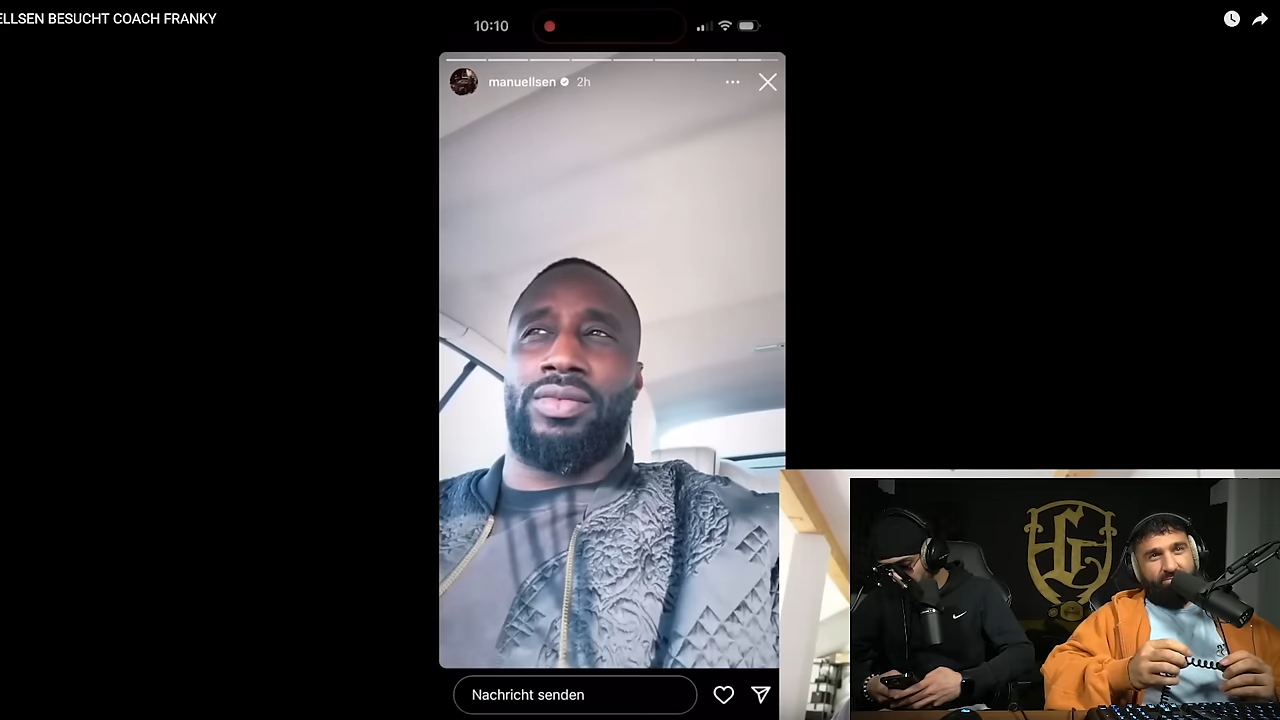 ELLSEN BESUCHT COACH FRANKY
10:10
manuellsen 2h
Nachricht senden
G